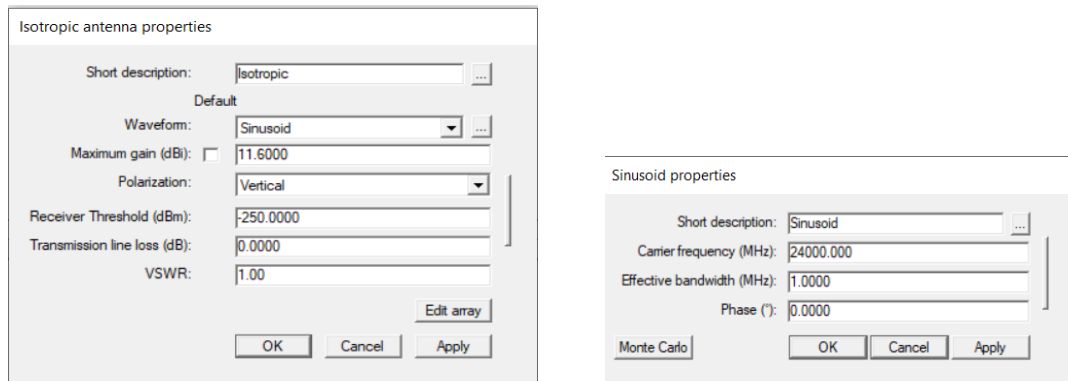 Isotropic antenna properties
Short description: Isotropic ...
Default
Waveform: Sinusoid ...
Maximum gain (dBi): 11.6000
Polarization: Vertical
Receiver Threshold (dBm): -250.0000
Transmission line loss (dB): 0.0000
VSWR: 1.00
Edit array
OK Cancel Apply
Sinusoid properties
Short description: Sinusoid ...
Carrier frequency (MHz): 24000.000
Effective bandwidth (MHz): 1.0000
Phase (°): 0.0000
Monte Carlo OK Cancel Apply